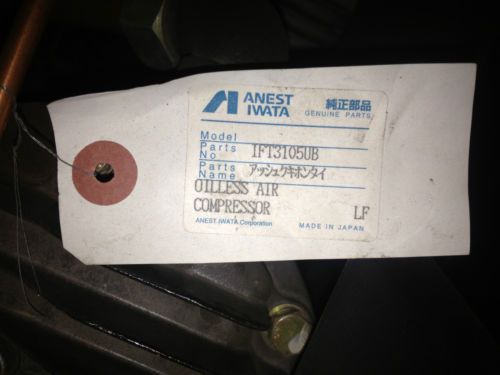 ANEST IWATA
純正部品
GENUINE PARTS
Model
Parts No IFT3105UB
Parts Name アッシュクキホンタイ
OILLESS AIR
COMPRESSOR LF
ANEST IWATA Corporation MADE IN JAPAN